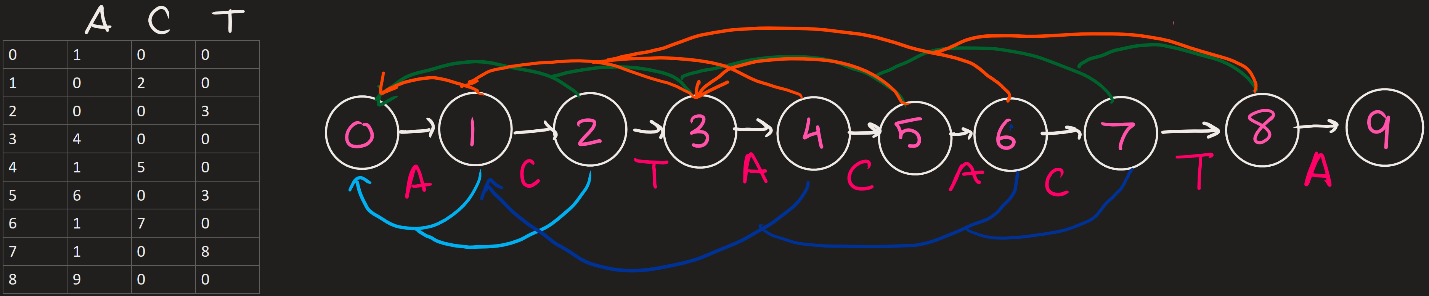 A C T
0 1 0 0
1 0 2 0
2 0 0 3
3 4 0 0
4 1 5 0
5 6 0 3
6 1 7 0
7 1 0 8
8 9 0 0
0 1 2 3 4 5 6 7 8 9
A C T A C A C T A